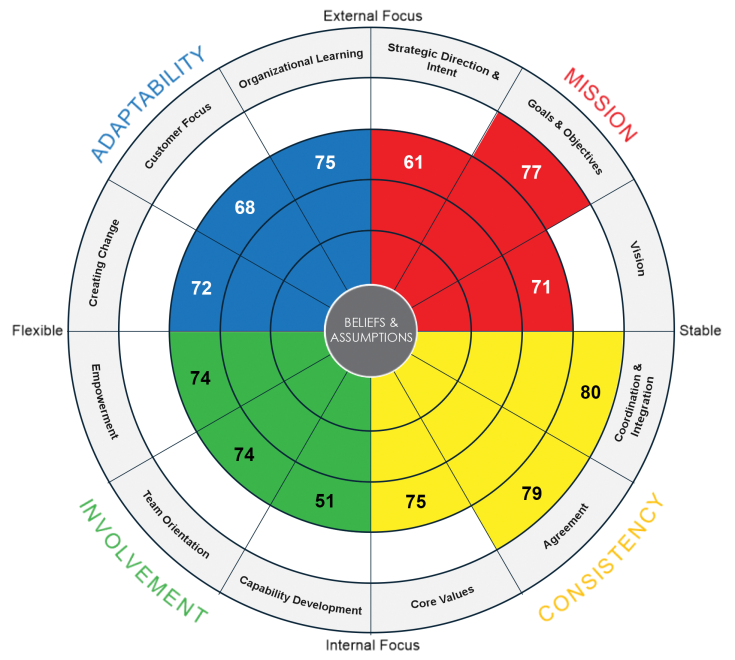 External Focus
ADAPTABILITY
MISSION
Organizational Learning
Strategic Direction &
Intent
Customer Focus
Goals & Objectives
Creating Change
Vision
75
61
77
68
72
71
Flexible
BELIEFS &
ASSUMPTIONS
Stable
74
80
74
79
51
75
Empowerment
Coordination &
Integration
Team Orientation
Agreement
Capability Development
Core Values
INVOLVEMENT
CONSISTENCY
Internal Focus